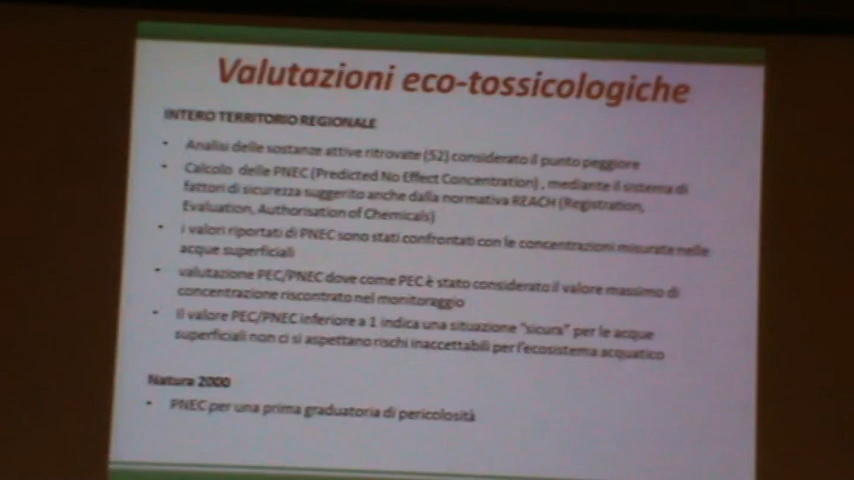 Valutazioni eco-tossicologiche
INTERO TERRITORIO REGIONALE
• Analisi delle sostanze attive ritrovate (52) considerato il punto peggiore
• Calcolo delle PNEC (Predicted No Effect Concentration) , mediante il sistema di
fattori di sicurezza suggerito anche dalla normativa REACH (Registration,
Evaluation, Authorisation of Chemicals)
• i valori riportati di PNEC sono stati confrontati con le concentrazioni misurate nelle
acque superficiali
• valutazione PEC/PNEC dove come PEC è stato considerato il valore massimo di
concentrazione riscontrato nel monitoraggio
• Il valore PEC/PNEC inferiore a 1 indica una situazione "sicura" per le acque
superficiali non ci si aspettano rischi inaccettabili per l'ecosistema acquatico
Natura 2000
• PNEC per una prima graduatoria di pericolosità